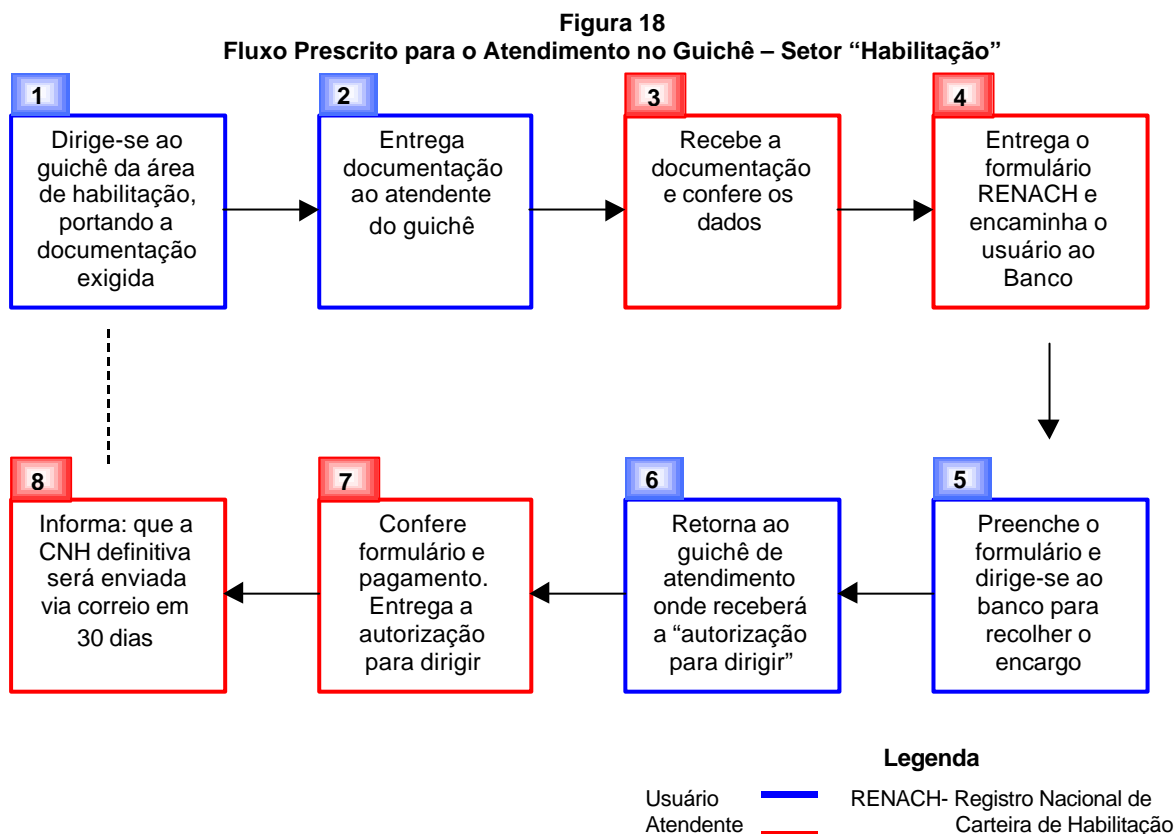 Figura 18
Fluxo Prescrito para o Atendimento no Guichê – Setor “Habilitação”
1
Dirige-se ao
guichê da área
de habilitação,
portando a
documentação
exigida
2
Entrega
documentação
ao atendente
do guichê
3
Recebe a
documentação
e confere os
dados
4
Entrega o
formulário
RENACH e
encaminha o
usuário ao
Banco
5
Preenche o
formulário e
dirige-se ao
banco para
recolher o
encargo
6
Retorna ao
guichê de
atendimento
onde receberá
a “autorização
para dirigir”
7
Confere
formulário e
pagamento.
Entrega a
autorização
para dirigir
8
Informa: que a
CNH definitiva
será enviada
via correio em
30 dias
Legenda
Usuário
Atendente
RENACH- Registro Nacional de
Carteira de Habilitação